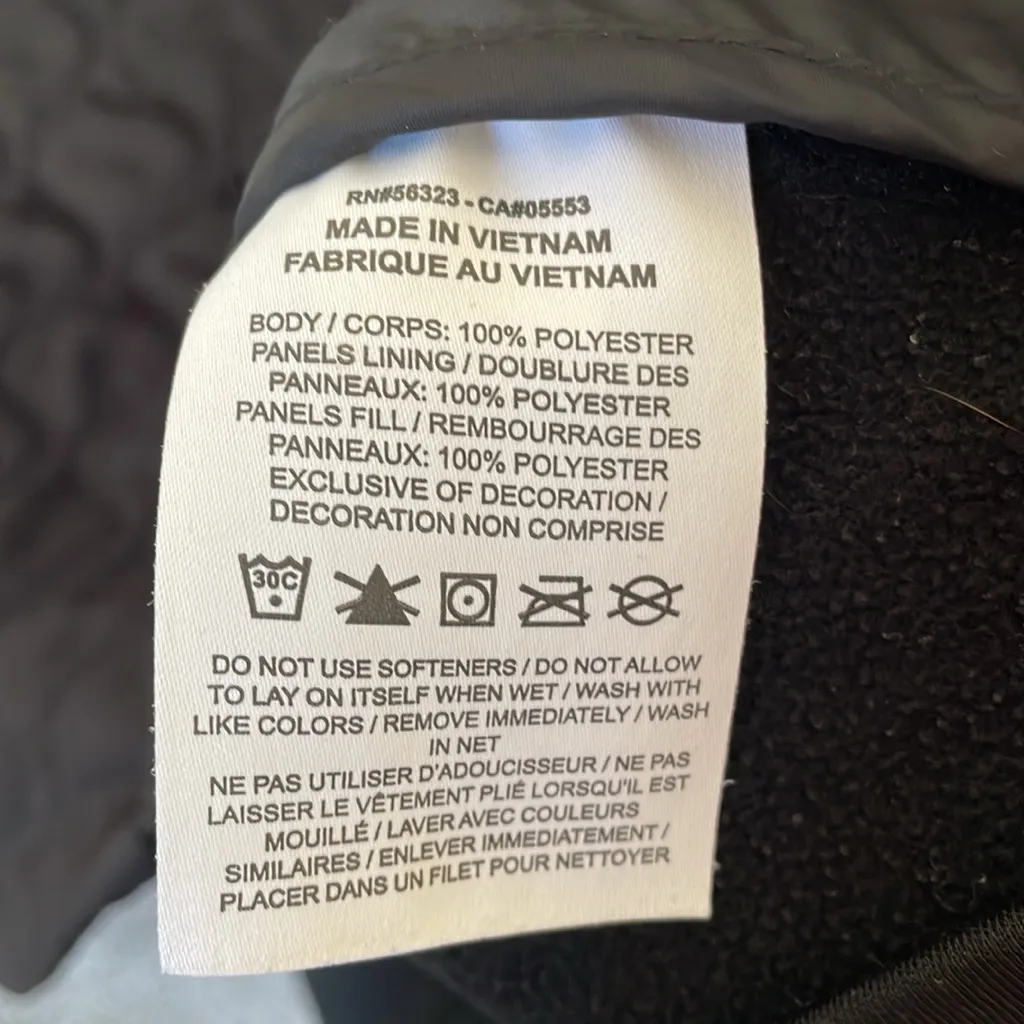 RN#56323 - CA#05553
MADE IN VIETNAM
FABRIQUE AU VIETNAM
BODY / CORPS: 100% POLYESTER
PANELS LINING / DOUBLURE DES
PANNEAUX: 100% POLYESTER
PANELS FILL / REMBOURRAGE DES
PANNEAUX: 100% POLYESTER
EXCLUSIVE OF DECORATION /
DECORATION NON COMPRISE
30C
DO NOT USE SOFTENERS / DO NOT ALLOW
TO LAY ON ITSELF WHEN WET / WASH WITH
LIKE COLORS / REMOVE IMMEDIATELY / WASH
IN NET
NE PAS UTILISER D'ADOUCISSEUR / NE PAS
LAISSER LE VÊTEMENT PLIÉ LORSQU'IL EST
MOUILLÉ / LAVER AVEC COULEURS
SIMILAIRES / ENLEVER IMMEDIATEMENT /
PLACER DANS UN FILET POUR NETTOYER